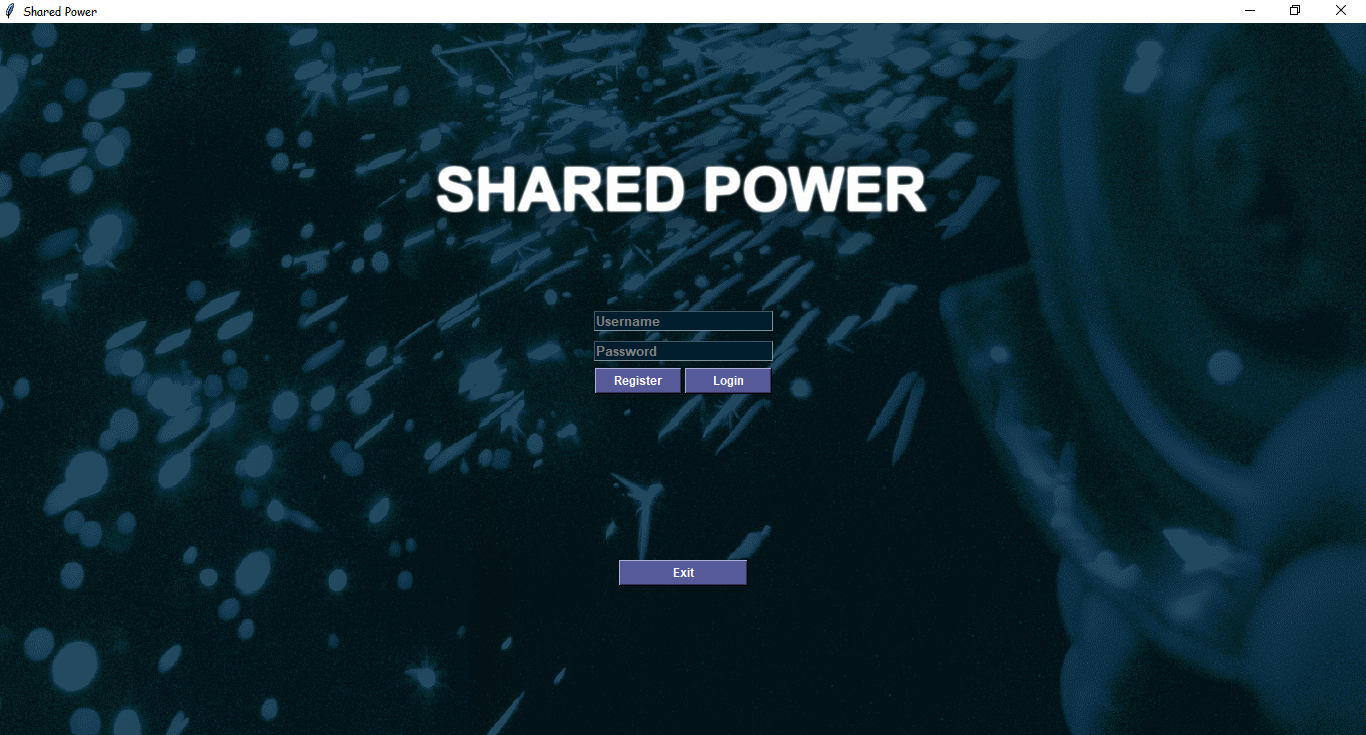 Shared Power
SHARED POWER
Username
Password
Register Login
Exit